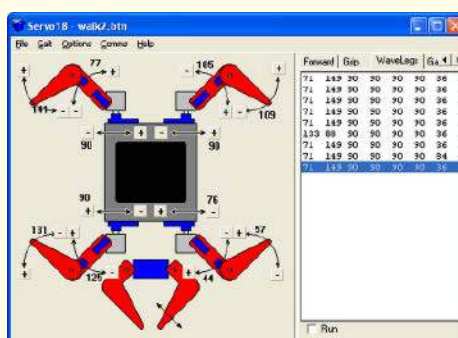 Servo18 - walk2.btn
File Gait Options Comms Help
Forward Grip WaveLegs
77
105
109
90
90
90
76
131
57
126
44
71 149 90 90 90 90 36
71 149 90 90 90 90 36
71 149 90 90 90 90 36
71 149 90 90 90 90 36
71 149 90 90 90 90 36
133 88 90 90 90 90 36
71 149 90 90 90 90 36
71 149 90 90 90 90 84
71 149 90 90 90 90 36
Run